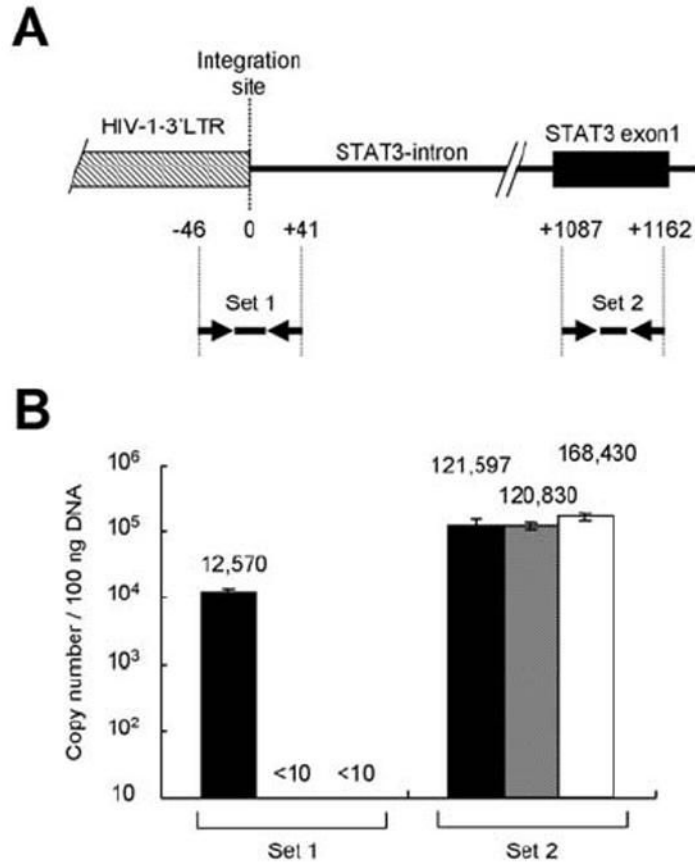 A
Integration
site
HIV-1-3'LTR
STAT3-intron
STAT3 exon1
-46 0 +41 +1087 +1162
Set 1 Set 2
B
Copy number / 100 ng DNA
10⁶
10⁵
10⁴
10³
10²
10
12,570
<10 <10
121,597
120,830
168,430
Set 1 Set 2